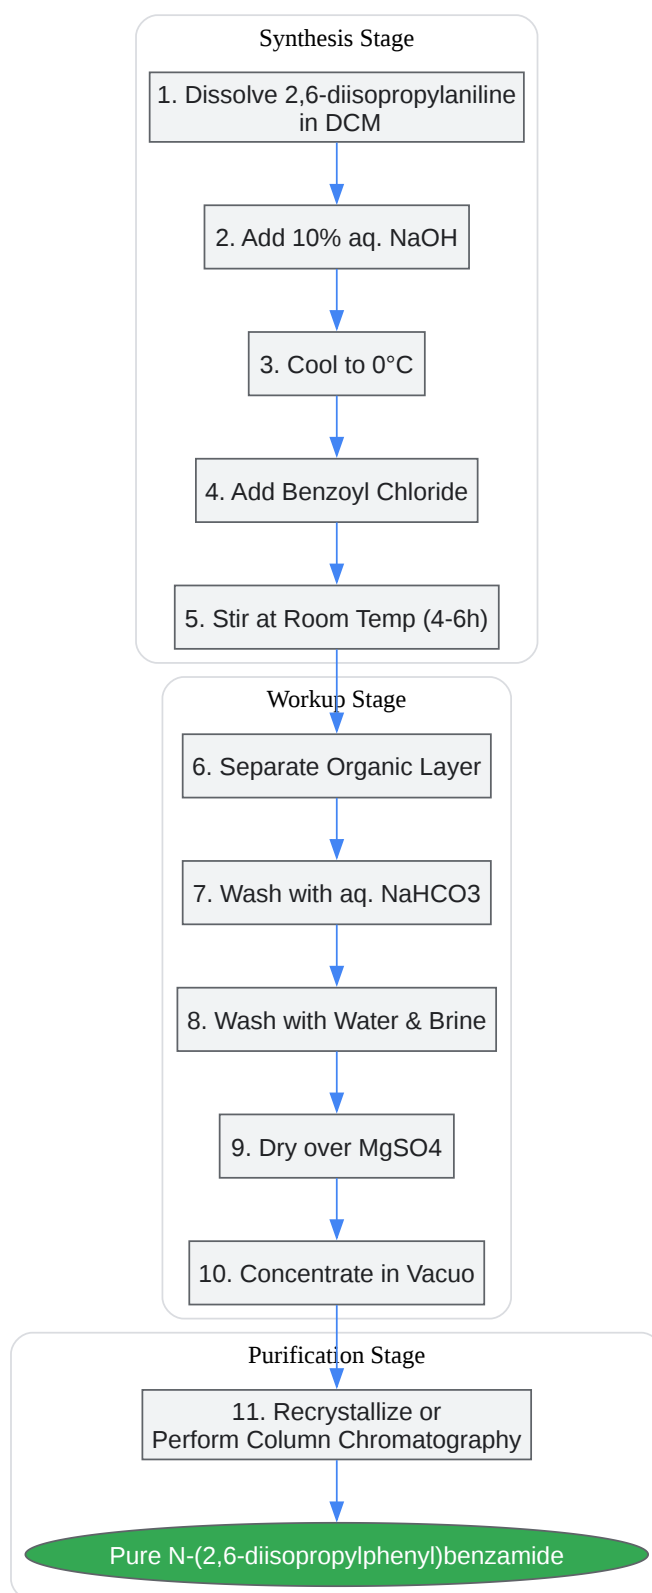 Synthesis Stage
1. Dissolve 2,6-diisopropylaniline
in DCM
2. Add 10% aq. NaOH
3. Cool to 0°C
4. Add Benzoyl Chloride
5. Stir at Room Temp (4-6h)
Workup Stage
6. Separate Organic Layer
7. Wash with aq. NaHCO3
8. Wash with Water & Brine
9. Dry over MgSO4
10. Concentrate in Vacuo
Purification Stage
11. Recrystallize or
Perform Column Chromatography
Pure N-(2,6-diisopropylphenyl)benzamide